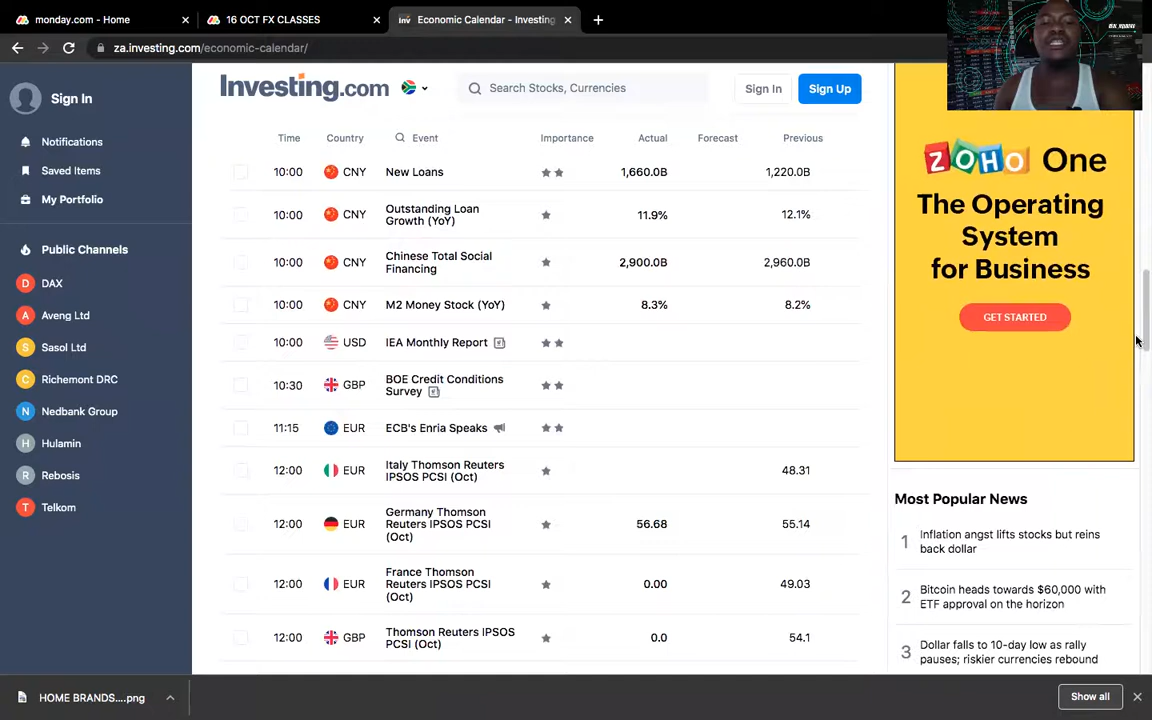 monday.com - Home
16 OCT FX CLASSES
inv Economic Calendar - Investing
za.investing.com/economic-calendar/
Sign In
Notifications
Saved Items
My Portfolio
Public Channels
D DAX
A Aveng Ltd
S Sasol Ltd
C Richemont DRC
N Nedbank Group
H Hulamin
R Rebosis
T Telkom
Investing.com
Search Stocks, Currencies
Sign In
Sign Up
Time Country Event Importance Actual Forecast Previous
10:00 CNY New Loans 1,660.0B 1,220.0B
10:00 CNY Outstanding Loan
Growth (YoY) 11.9% 12.1%
10:00 CNY Chinese Total Social
Financing 2,900.0B 2,960.0B
10:00 CNY M2 Money Stock (YoY) 8.3% 8.2%
10:00 USD IEA Monthly Report
10:30 GBP BOE Credit Conditions
Survey
11:15 EUR ECB's Enria Speaks
12:00 EUR Italy Thomson Reuters
IPSOS PCSI (Oct) 48.31
12:00 EUR Germany Thomson
Reuters IPSOS PCSI
(Oct) 56.68 55.14
12:00 EUR France Thomson
Reuters IPSOS PCSI
(Oct) 0.00 49.03
12:00 GBP Thomson Reuters IPSOS
PCSI (Oct) 0.0 54.1
ZOHO One
The Operating
System
for Business
GET STARTED
Most Popular News
1 Inflation angst lifts stocks but reins
back dollar
2 Bitcoin heads towards $60,000 with
ETF approval on the horizon
3 Dollar falls to 10-day low as rally
pauses; riskier currencies rebound
HOME BRANDS....png
Show all